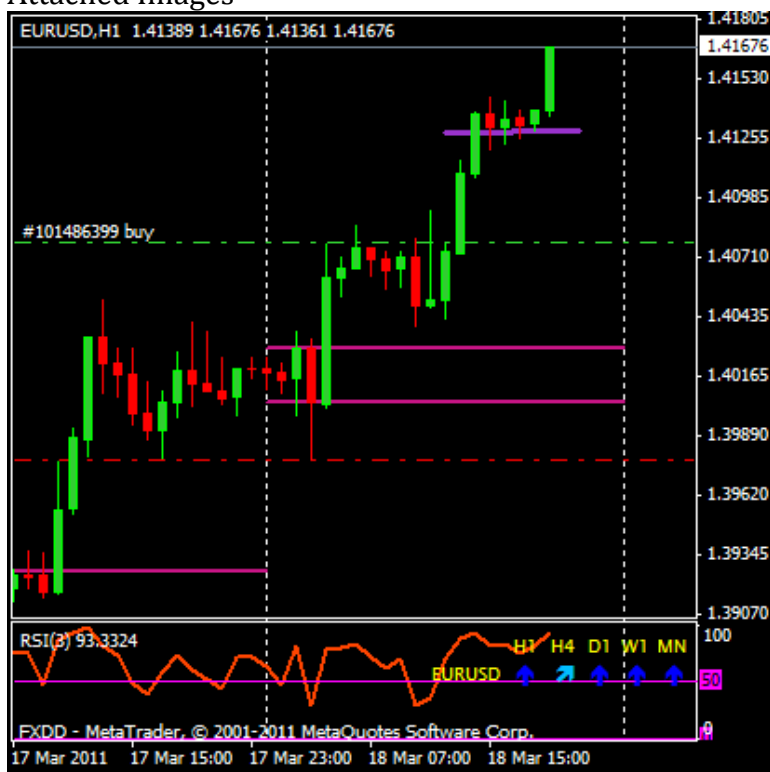 Attached Images
EURUSD,H1 1.41389 1.41676 1.41361 1.41676
1.41805
1.41676
1.41530
1.41255
1.40985
#101486399 buy
1.40710
1.40435
1.40165
1.39890
1.39620
1.39345
1.39070
RSI(3) 93.3324
H1 H4 D1 W1 MN
100
EURUSD
50
FXDD - MetaTrader, © 2001-2011 MetaQuotes Software Corp.
0
17 Mar 2011 17 Mar 15:00 17 Mar 23:00 18 Mar 07:00 18 Mar 15:00